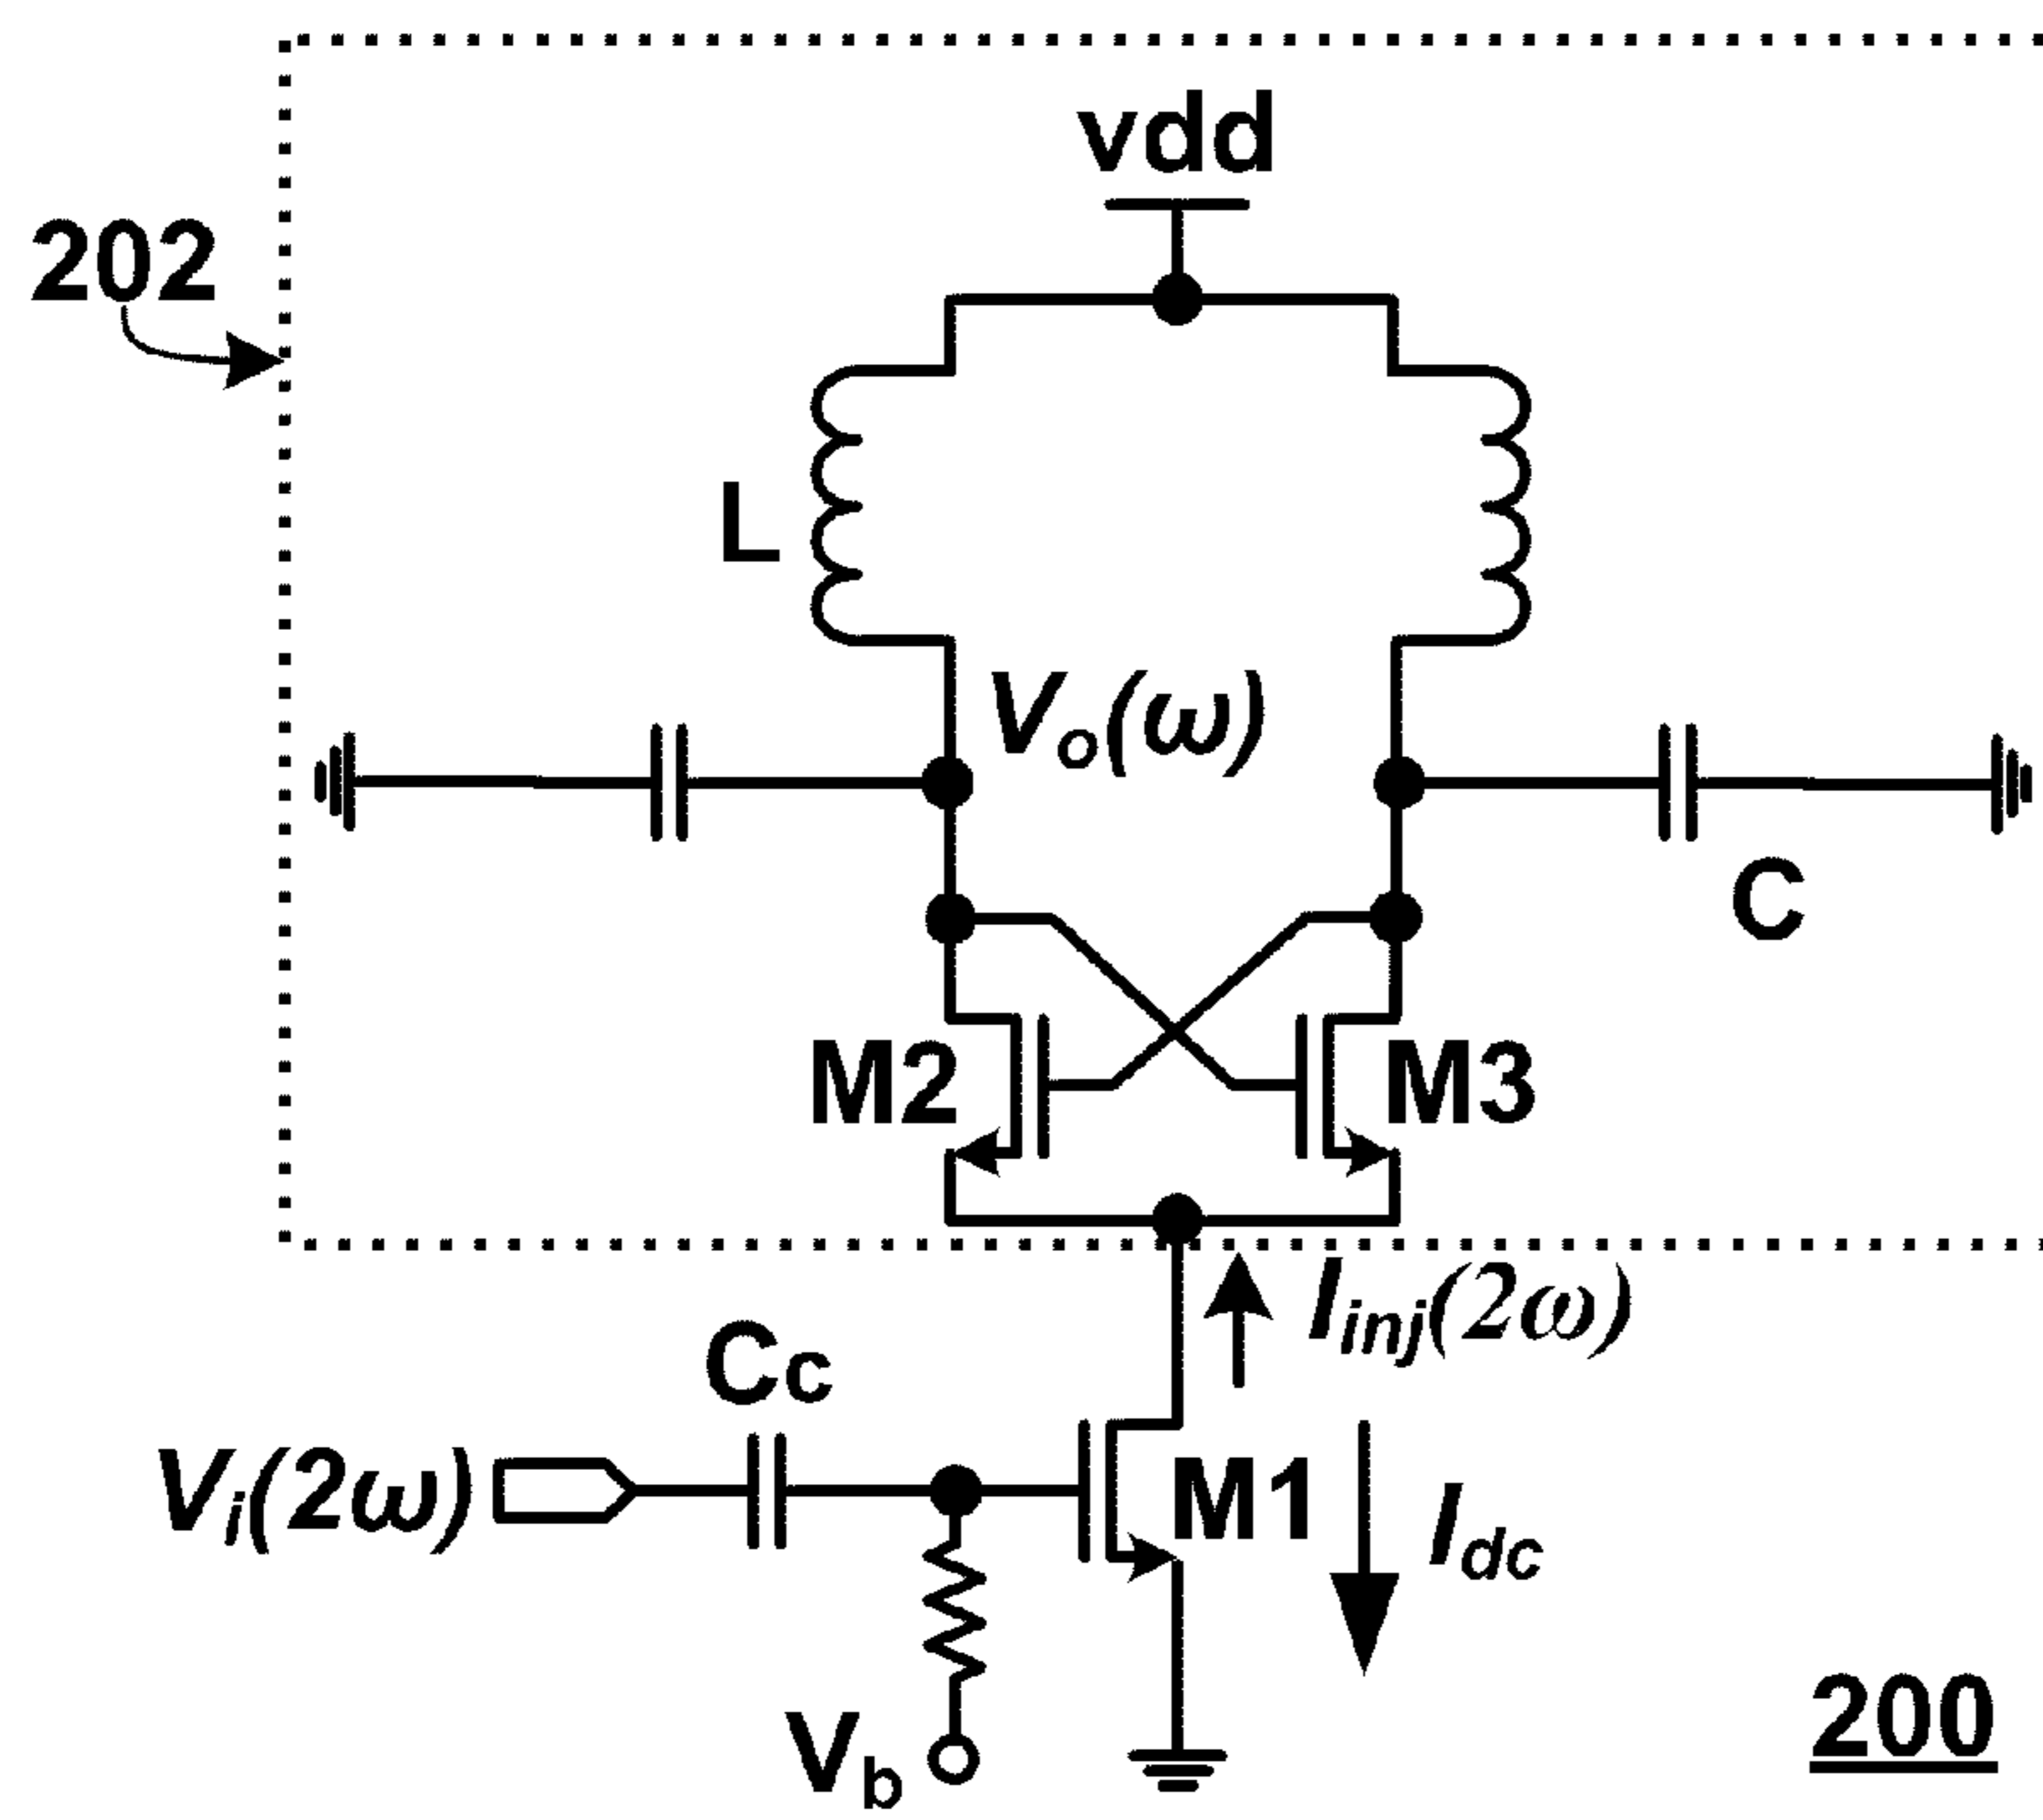 vdd
202
L
Vo(ω)
C
M2
M3
Iinj(2ω)
Cc
Vi(2ω)
M1
Idc
Vb
200